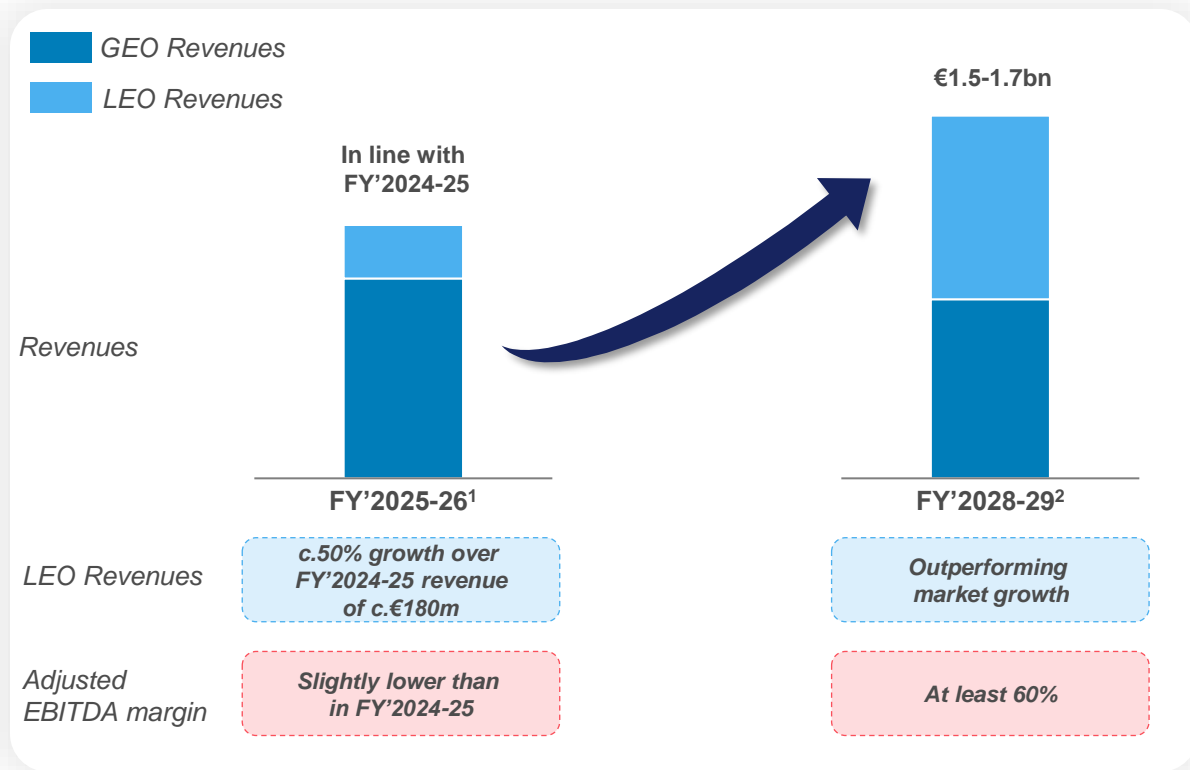 GEO Revenues
LEO Revenues
€1.5-1.7bn
In line with
FY'2024-25
Revenues
FY'2025-26¹
FY'2028-29²
LEO Revenues
c.50% growth over
FY'2024-25 revenue
of c.€180m
Outperforming
market growth
Adjusted
EBITDA margin
Slightly lower than
in FY'2024-25
At least 60%